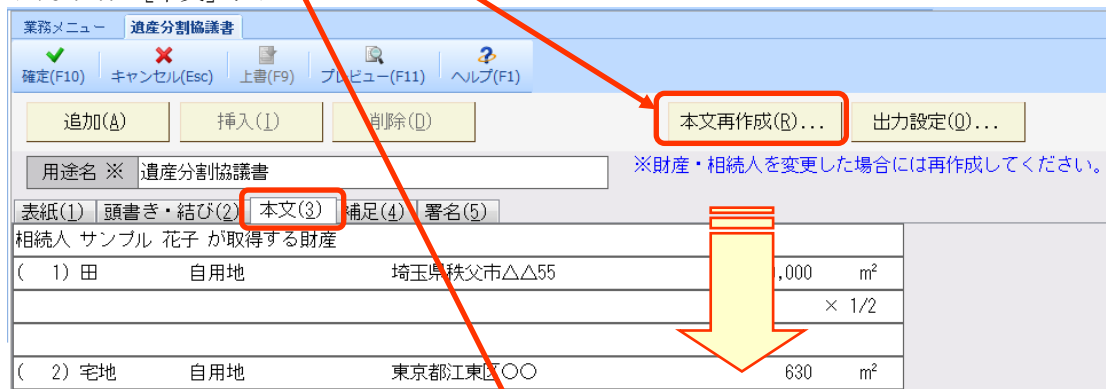 業務メニュー 遺産分割協議書
確定(F10) キャンセル(Esc) 上書(F9) プレビュー(F11) ヘルプ(F1)
追加(A) 挿入(I) 削除(D) 本文再作成(R)... 出力設定(O)...
用途名 ※ 遺産分割協議書 ※財産・相続人を変更した場合には再作成してください。
表紙(1) 頭書き・結び(2) 本文(3) 補足(4) 署名(5)
相続人 サンプル 花子 が取得する財産
( 1) 田 自用地 埼玉県秩父市△△55 ,000 m²
× 1/2
( 2) 宅地 自用地 東京都江東区〇〇 630 m²